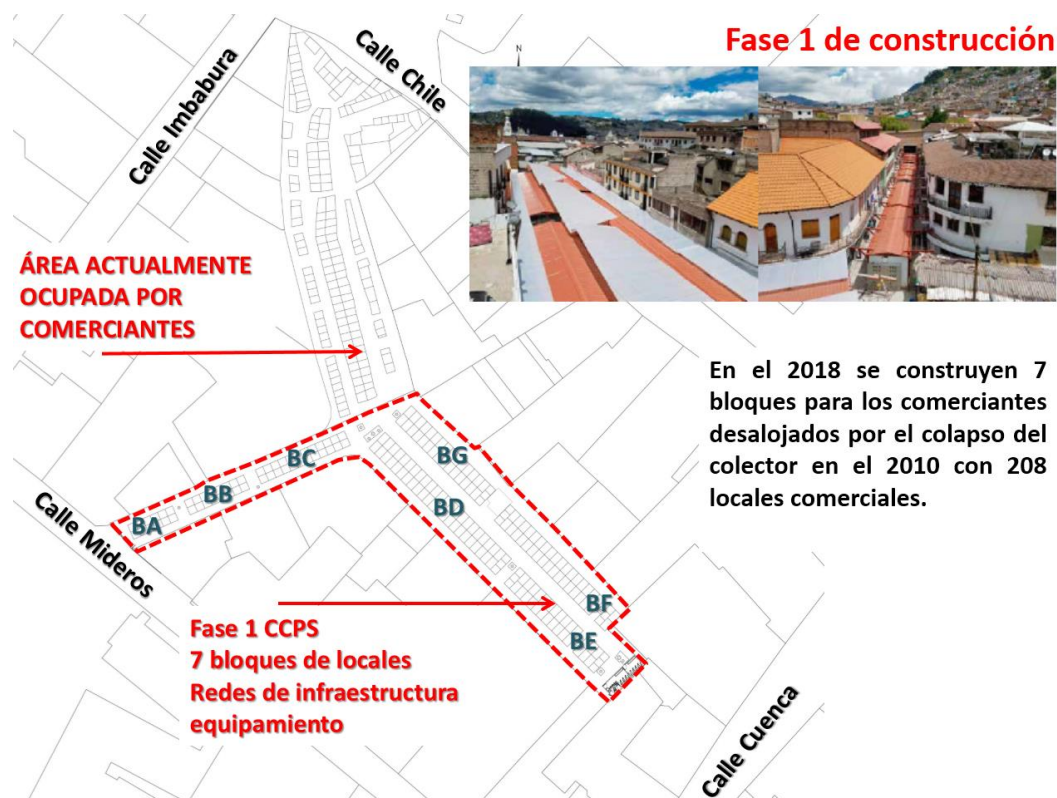 Fase 1 de construcción
Calle Chile
Calle Imbabura
N
ÁREA ACTUALMENTE
OCUPADA POR
COMERCIANTES
En el 2018 se construyen 7
bloques para los comerciantes
desalojados por el colapso del
colector en el 2010 con 208
locales comerciales.
BG
BC
BB
BD
BA
Calle Mideros
BF
BE
Fase 1 CCPS
7 bloques de locales
Redes de infraestructura
equipamiento
Calle Cuenca